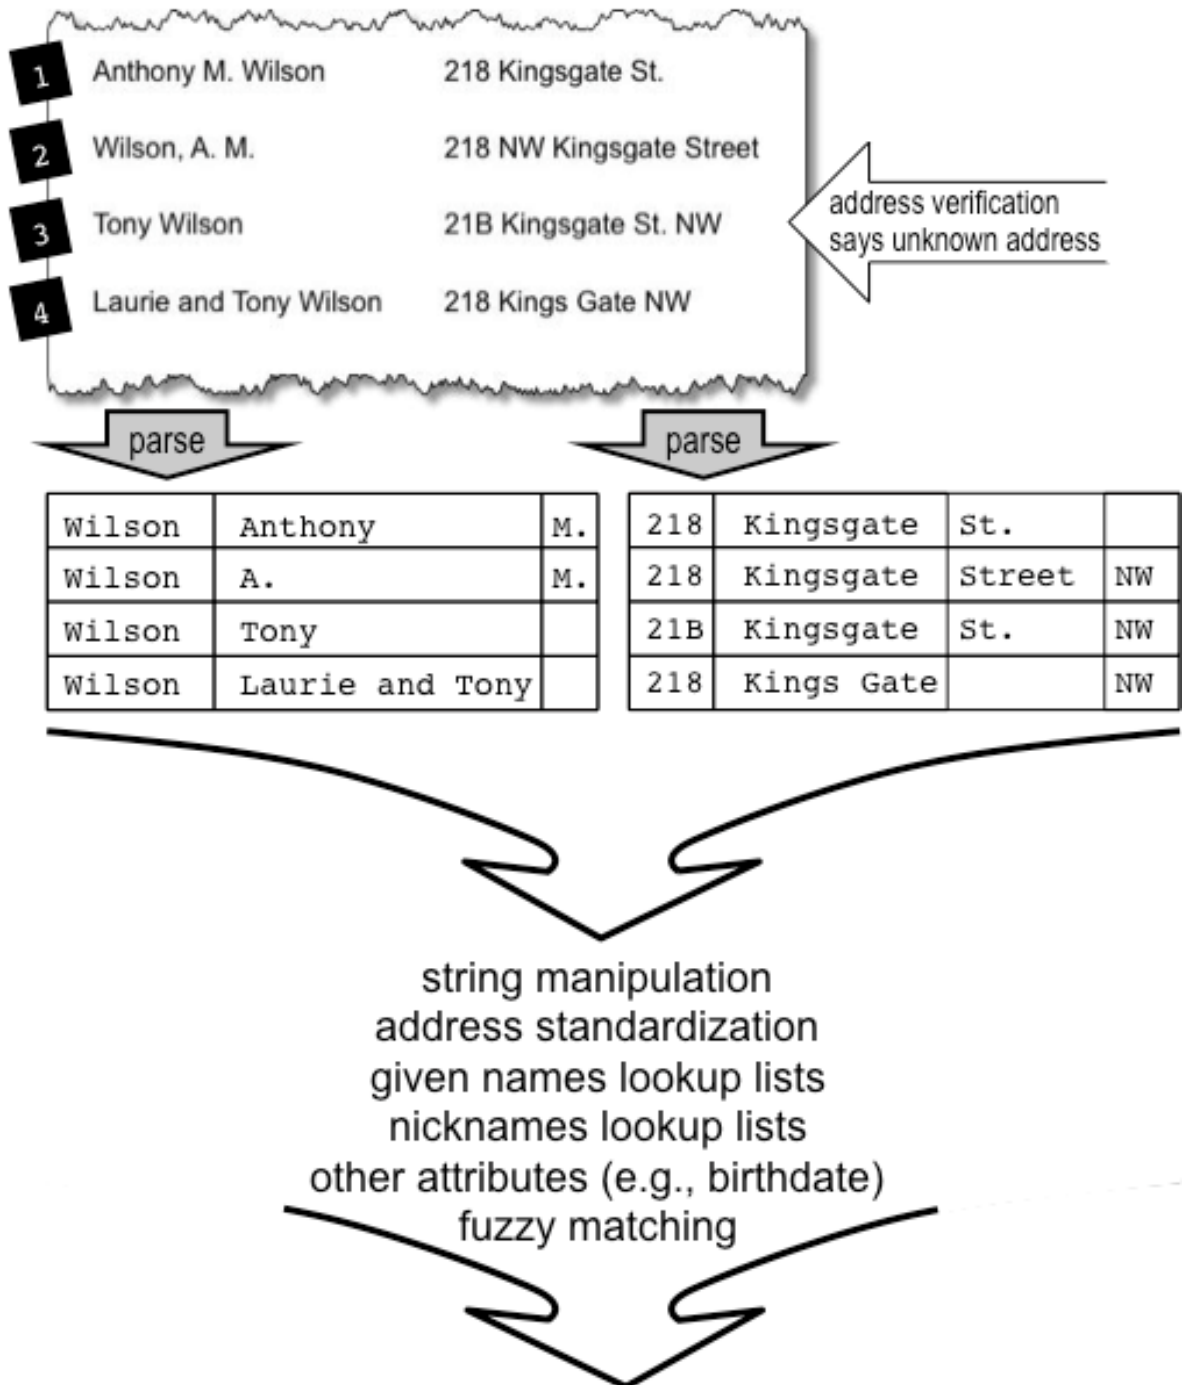 1 Anthony M. Wilson 218 Kingsgate St.
2 Wilson, A. M. 218 NW Kingsgate Street
3 Tony Wilson 21B Kingsgate St. NW
4 Laurie and Tony Wilson 218 Kings Gate NW
address verification
says unknown address
parse parse
Wilson Anthony M. 218 Kingsgate St.
Wilson A. M. 218 Kingsgate Street NW
Wilson Tony 21B Kingsgate St. NW
Wilson Laurie and Tony 218 Kings Gate NW
string manipulation
address standardization
given names lookup lists
nicknames lookup lists
other attributes (e.g., birthdate)
fuzzy matching